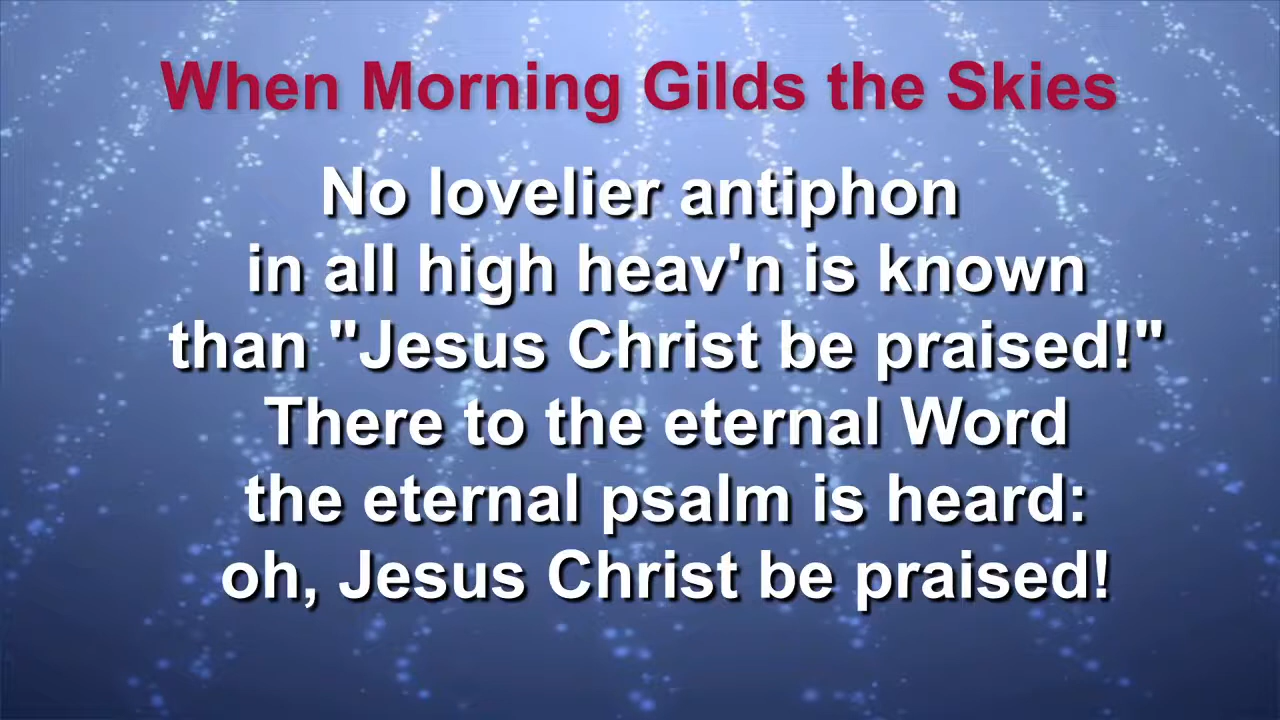 When Morning Gilds the Skies
No lovelier antiphon
in all high heav'n is known
than "Jesus Christ be praised!"
There to the eternal Word
the eternal psalm is heard:
oh, Jesus Christ be praised!